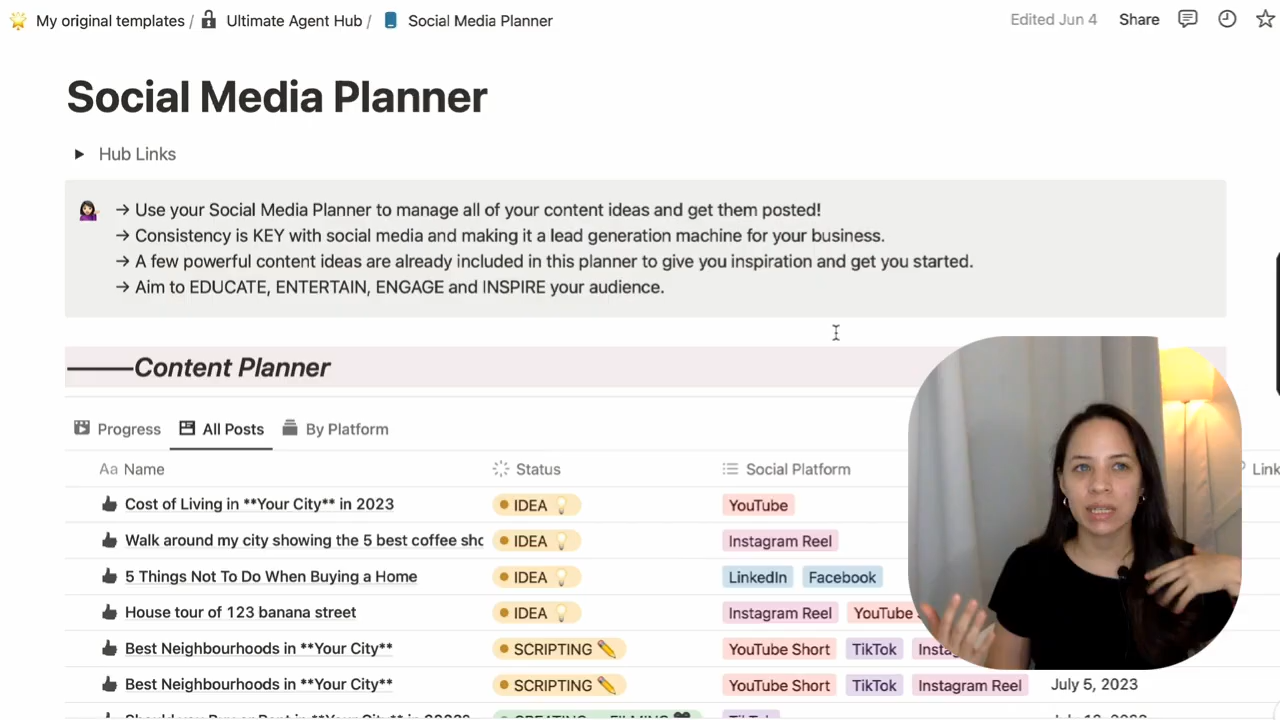 My original templates / Ultimate Agent Hub / Social Media Planner Edited Jun 4 Share
Social Media Planner
Hub Links
→ Use your Social Media Planner to manage all of your content ideas and get them posted!
→ Consistency is KEY with social media and making it a lead generation machine for your business.
→ A few powerful content ideas are already included in this planner to give you inspiration and get you started.
→ Aim to EDUCATE, ENTERTAIN, ENGAGE and INSPIRE your audience.
———Content Planner
Progress All Posts By Platform
Aa Name Status Social Platform
Cost of Living in **Your City** in 2023 IDEA YouTube
Walk around my city showing the 5 best coffee IDEA Instagram Reel
5 Things Not To Do When Buying a Home IDEA LinkedIn Facebook
House tour of 123 banana street IDEA Instagram Reel YouTube
Best Neighbourhoods in **Your City** SCRIPTING YouTube Short TikTok
Best Neighbourhoods in **Your City** SCRIPTING YouTube Short TikTok Instagram Reel July 5, 2023